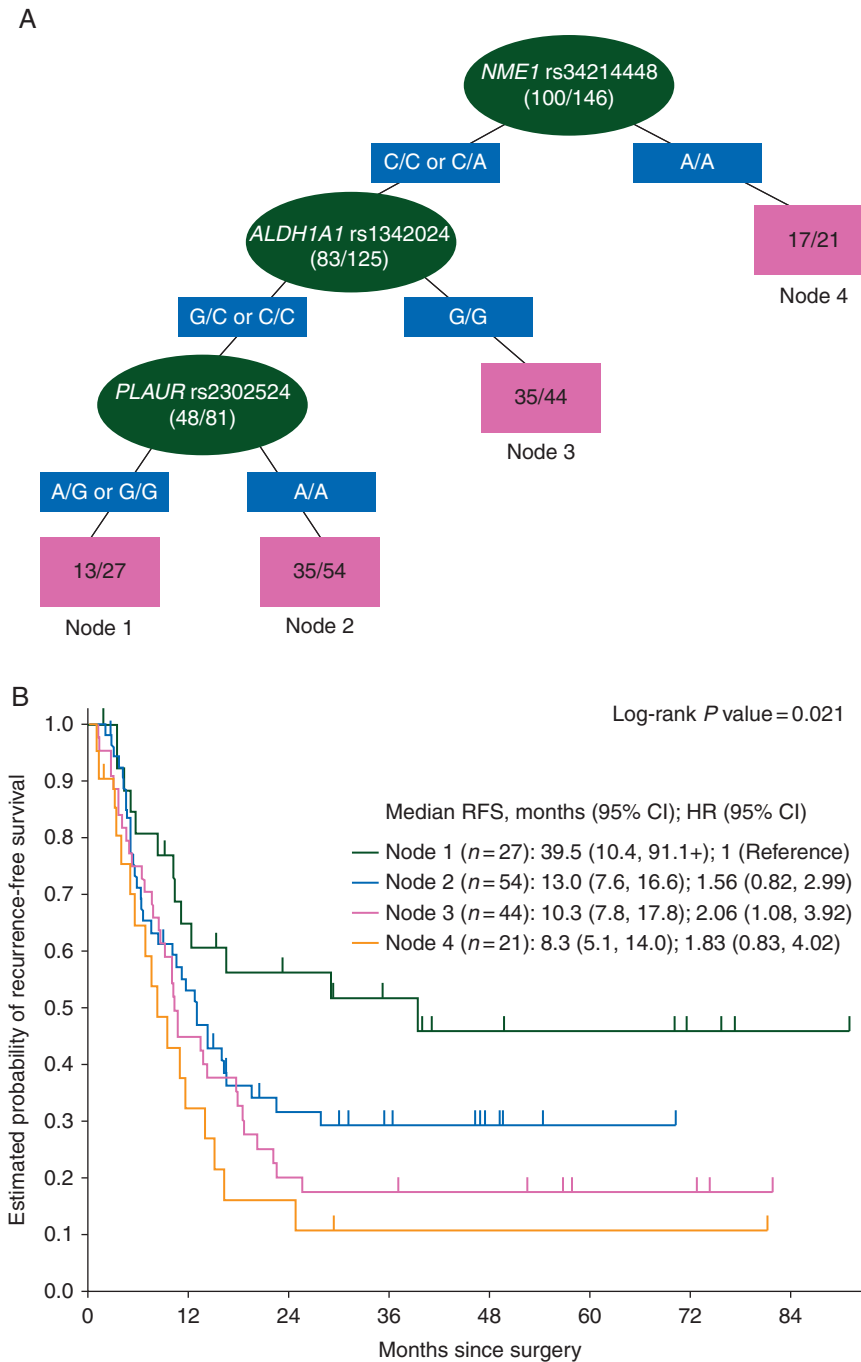 A
NME1 rs34214448
(100/146)
C/C or C/A
A/A
ALDH1A1 rs1342024
(83/125)
17/21
Node 4
G/C or C/C
G/G
PLAUR rs2302524
(48/81)
35/44
Node 3
A/G or G/G
A/A
13/27
35/54
Node 1
Node 2
B
Log-rank P value = 0.021
Median RFS, months (95% CI); HR (95% CI)
Node 1 (n = 27): 39.5 (10.4, 91.1+); 1 (Reference)
Node 2 (n = 54): 13.0 (7.6, 16.6); 1.56 (0.82, 2.99)
Node 3 (n = 44): 10.3 (7.8, 17.8); 2.06 (1.08, 3.92)
Node 4 (n = 21): 8.3 (5.1, 14.0); 1.83 (0.83, 4.02)
Estimated probability of recurrence-free survival
1.0
0.9
0.8
0.7
0.6
0.5
0.4
0.3
0.2
0.1
0.0
0 12 24 36 48 60 72 84
Months since surgery